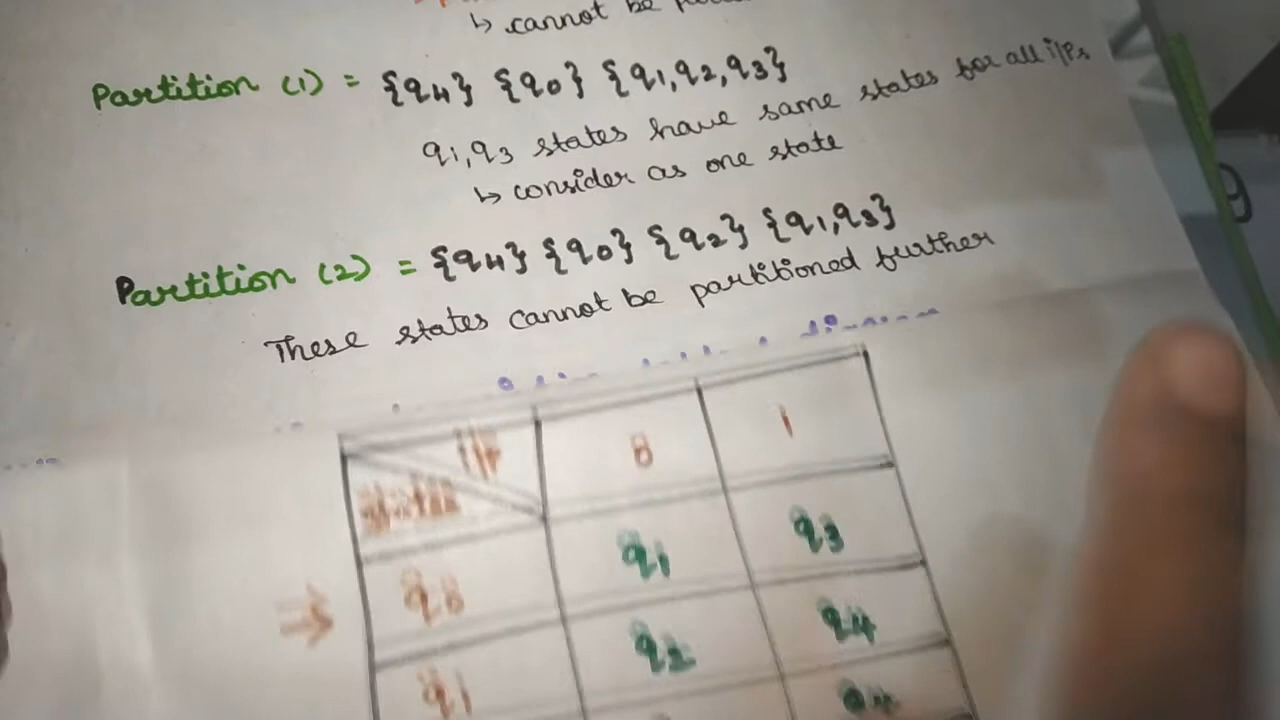 ↳ cannot be
Partition (1) = {q4} {q0} {q1,q2,q3}
q1,q3 states have same states for all i/Ps
↳ consider as one state
Partition (2) = {q4} {q0} {q2} {q1,q3}
These states cannot be partitioned further
0 1
→ q0 q1 q3
q1 q2 q4
q4
9